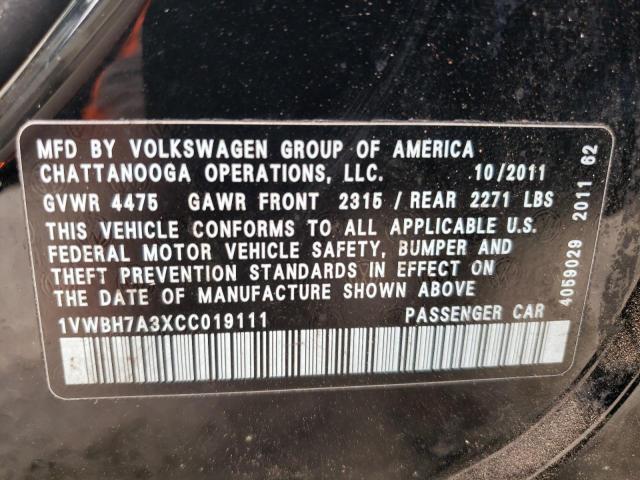 MFD BY VOLKSWAGEN GROUP OF AMERICA
CHATTANOOGA OPERATIONS, LLC. 10/2011
GVWR 4475 GAWR FRONT 2315 / REAR 2271 LBS
THIS VEHICLE CONFORMS TO ALL APPLICABLE U.S.
FEDERAL MOTOR VEHICLE SAFETY, BUMPER AND
THEFT PREVENTION STANDARDS IN EFFECT ON
THE DATE OF MANUFACTURE SHOWN ABOVE
1VWBH7A3XCC019111 PASSENGER CAR
4059029 2011 62